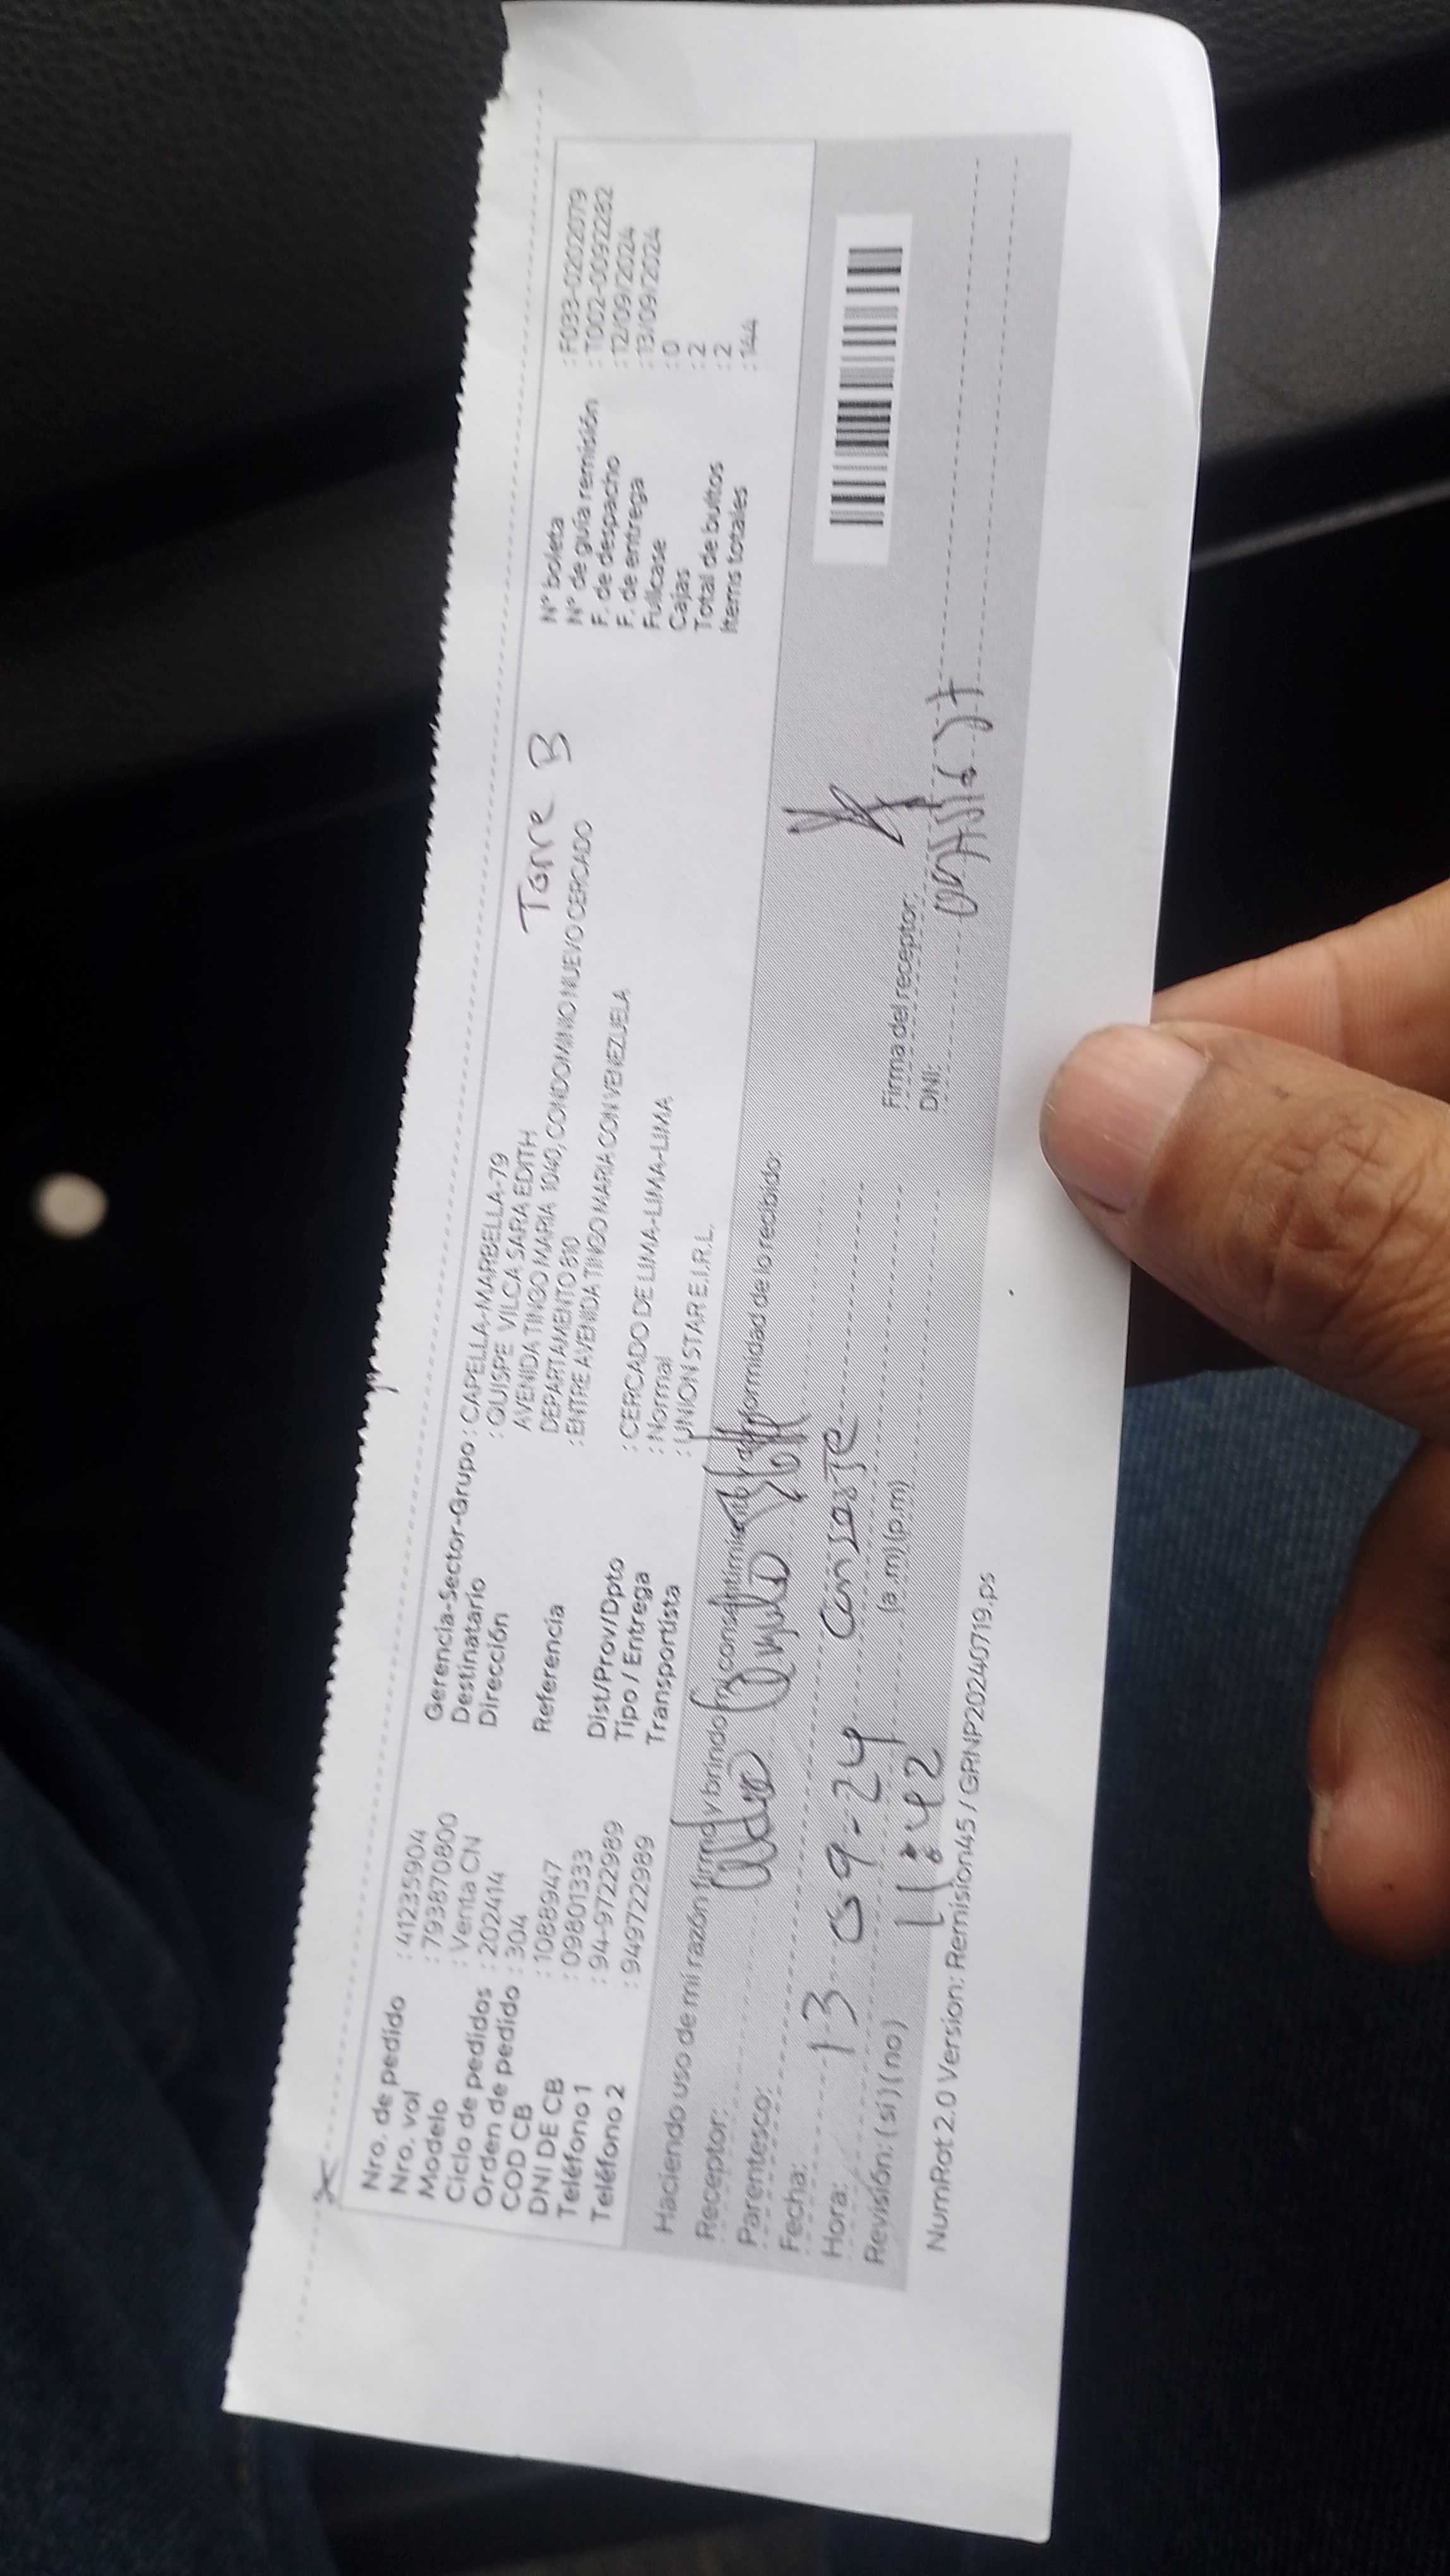 Nro. de pedido : 41235904
Nro. vol : 793870800
Modelo : Venta CN
Ciclo de pedidos : 202414
Orden de pedido : 304
COD CB : 10888947
DNI DE CB : 09801333
Teléfono 1 : 94-9722989
Teléfono 2 : 949722989
Gerencia-Sector-Grupo : CAPELLA-MARBELLA-79
Destinatario : QUISPE VILCA SARA EDITH
Dirección AVENIDA TINGO MARIA 1040, CONDOMINIO NUEVO CERCADO
DEPARTAMENTO 810
Referencia : ENTRE AVENIDA TINGO MARIA CON VENEZUELA
Dist/Prov/Dpto : CERCADO DE LIMA-LIMA-LIMA
Tipo / Entrega : Normal
Transportista : UNION STAR E.I.R.L.
Torre B
N° boleta : F033-0202079
N° de guía remisión : T002-00392282
F. de despacho : 12/09/2024
F. de entrega : 13/09/2024
Fullcase : 0
Cajas : 2
Total de bultos : 2
Items totales : 144
Haciendo uso de mi razón firmo y brindo mi consentimiento y conformidad de lo recibido:
Receptor:
Parentesco:
Fecha: 13 09-24 Conserje
Hora: 11:42 (a.m)(p.m)
Revisión: (si) (no)
Firma del receptor:
DNI:
NumRot 2.0 Version: Remision45 / GRNP20240719.ps